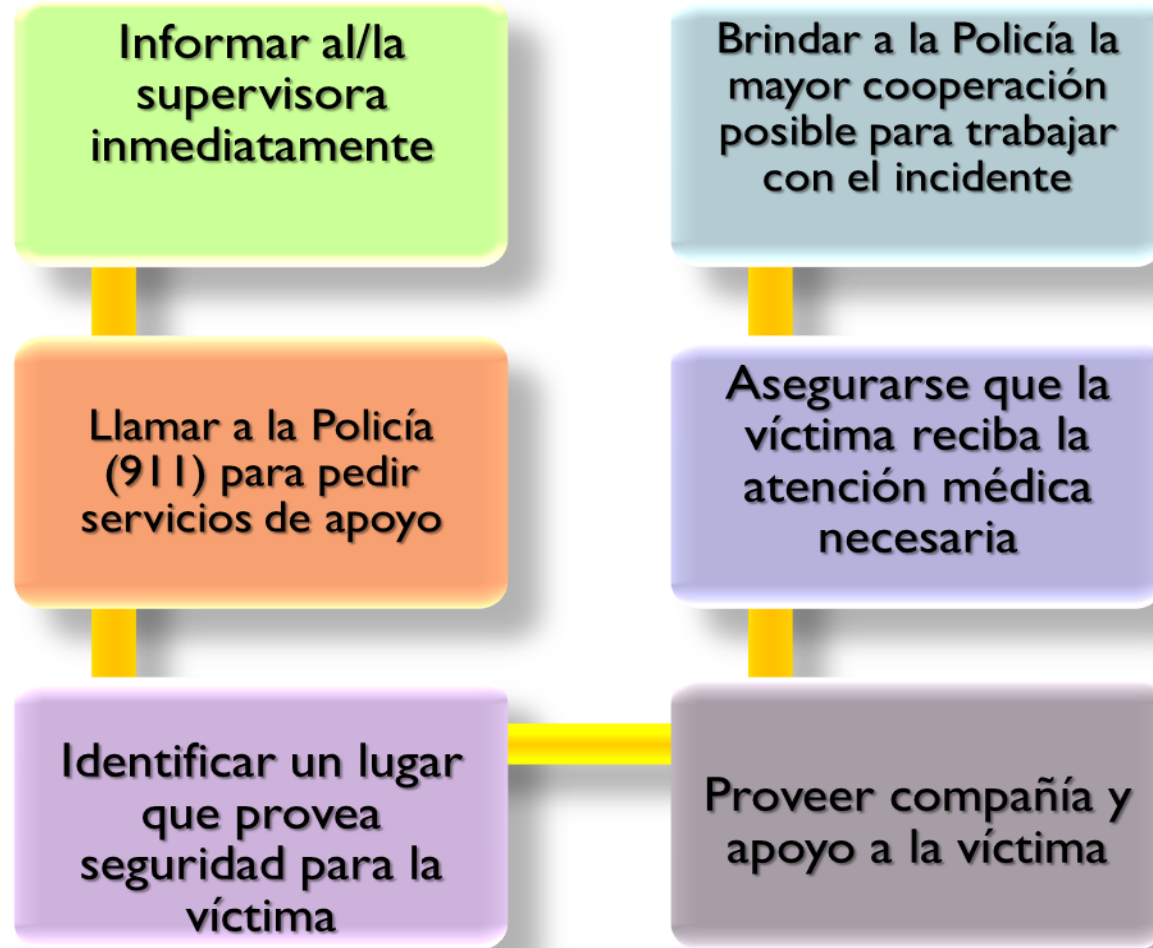 Informar al/la
supervisora
inmediatamente
Llamar a la Policía
(911) para pedir
servicios de apoyo
Identificar un lugar
que provea
seguridad para la
víctima
Proveer compañía y
apoyo a la víctima
Asegurarse que la
víctima reciba la
atención médica
necesaria
Brindar a la Policía la
mayor cooperación
posible para trabajar
con el incidente